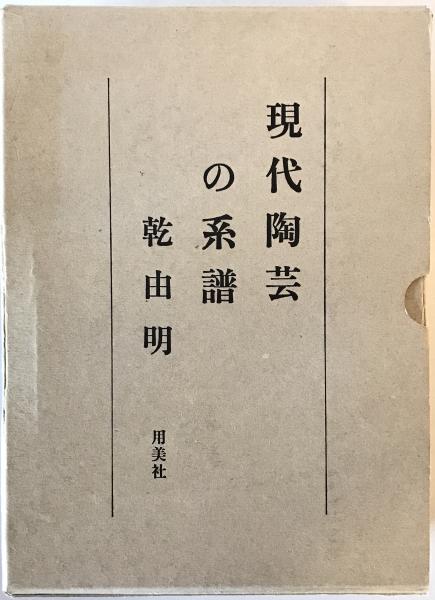 現代陶芸
の系譜
乾由明
用美社